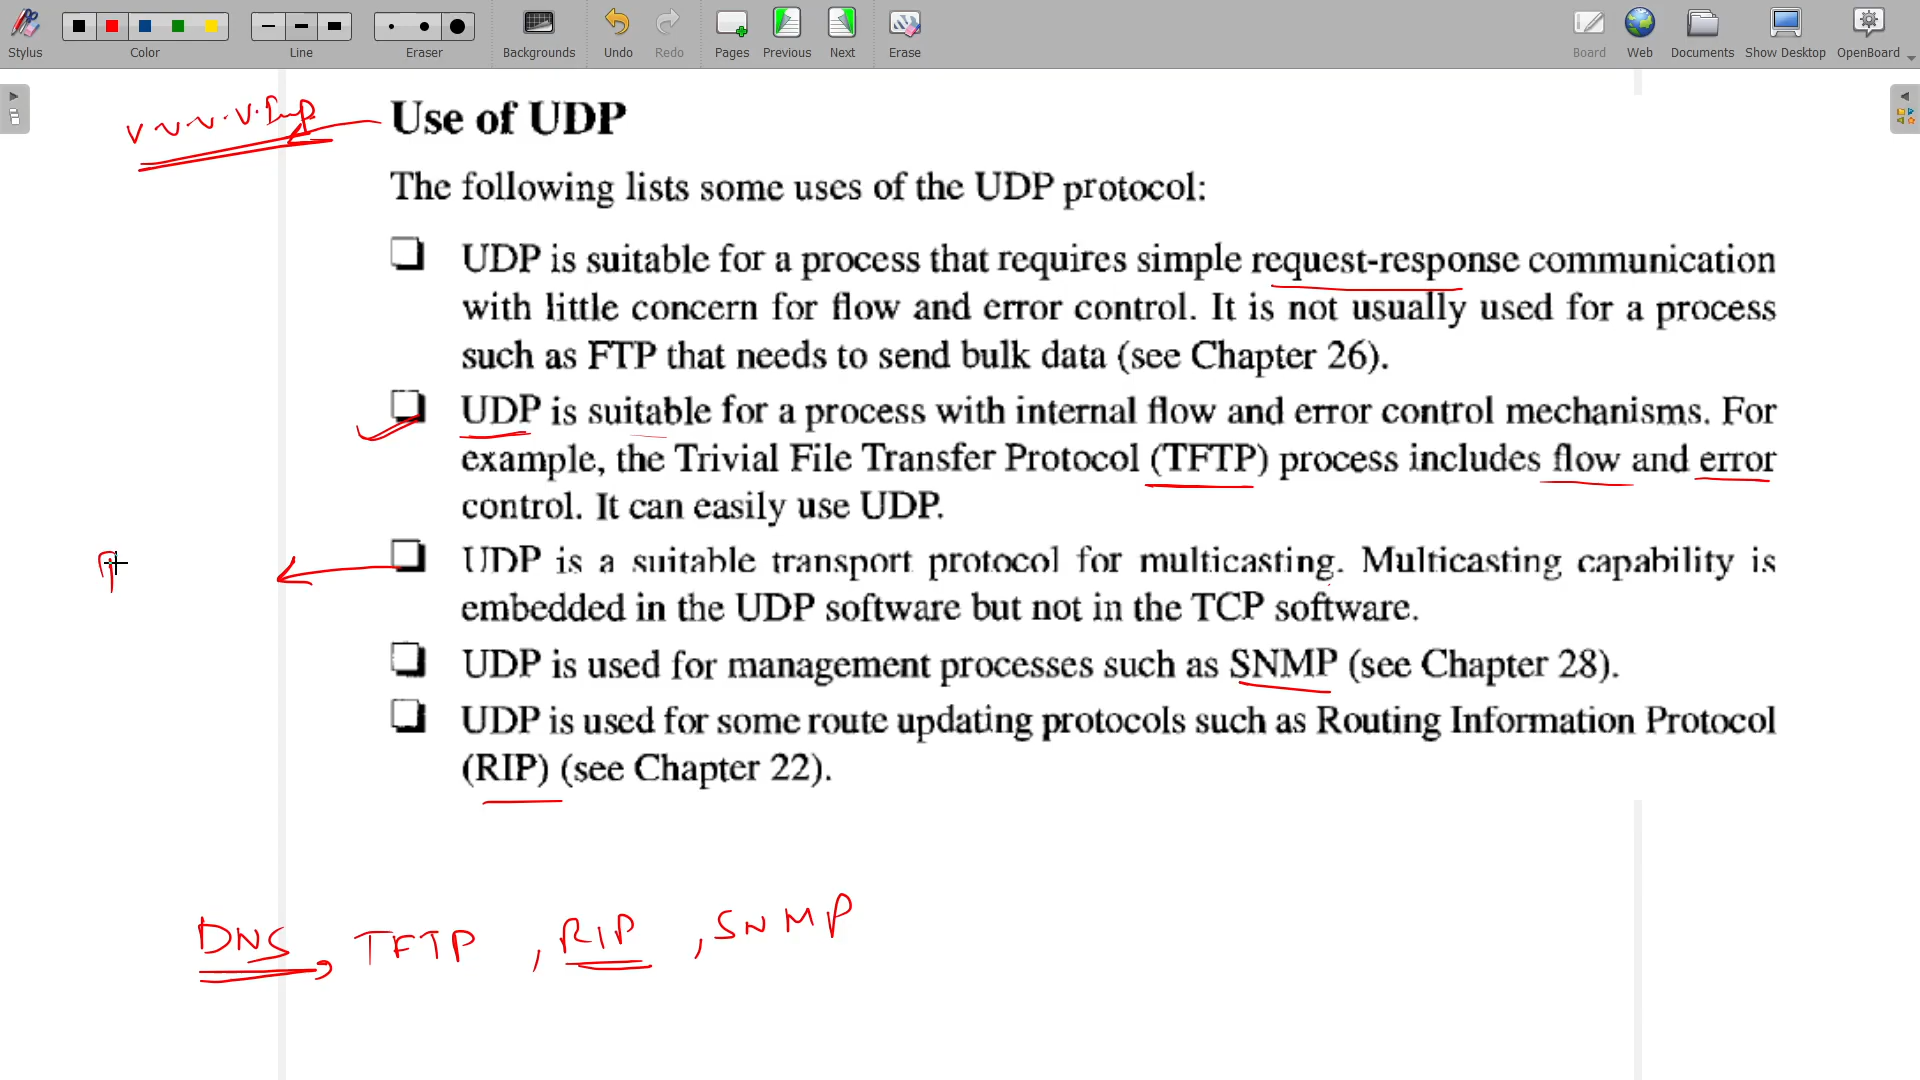 Stylus Color Line Eraser Backgrounds Undo Redo Pages Previous Next Erase Board Web Documents Show Desktop OpenBoard
v v v. v. Imp
Use of UDP
The following lists some uses of the UDP protocol:
UDP is suitable for a process that requires simple request-response communication
with little concern for flow and error control. It is not usually used for a process
such as FTP that needs to send bulk data (see Chapter 26).
UDP is suitable for a process with internal flow and error control mechanisms. For
example, the Trivial File Transfer Protocol (TFTP) process includes flow and error
control. It can easily use UDP.
UDP is a suitable transport protocol for multicasting. Multicasting capability is
embedded in the UDP software but not in the TCP software.
UDP is used for management processes such as SNMP (see Chapter 28).
UDP is used for some route updating protocols such as Routing Information Protocol
(RIP) (see Chapter 22).
DNS, TFTP , RIP , SNMP